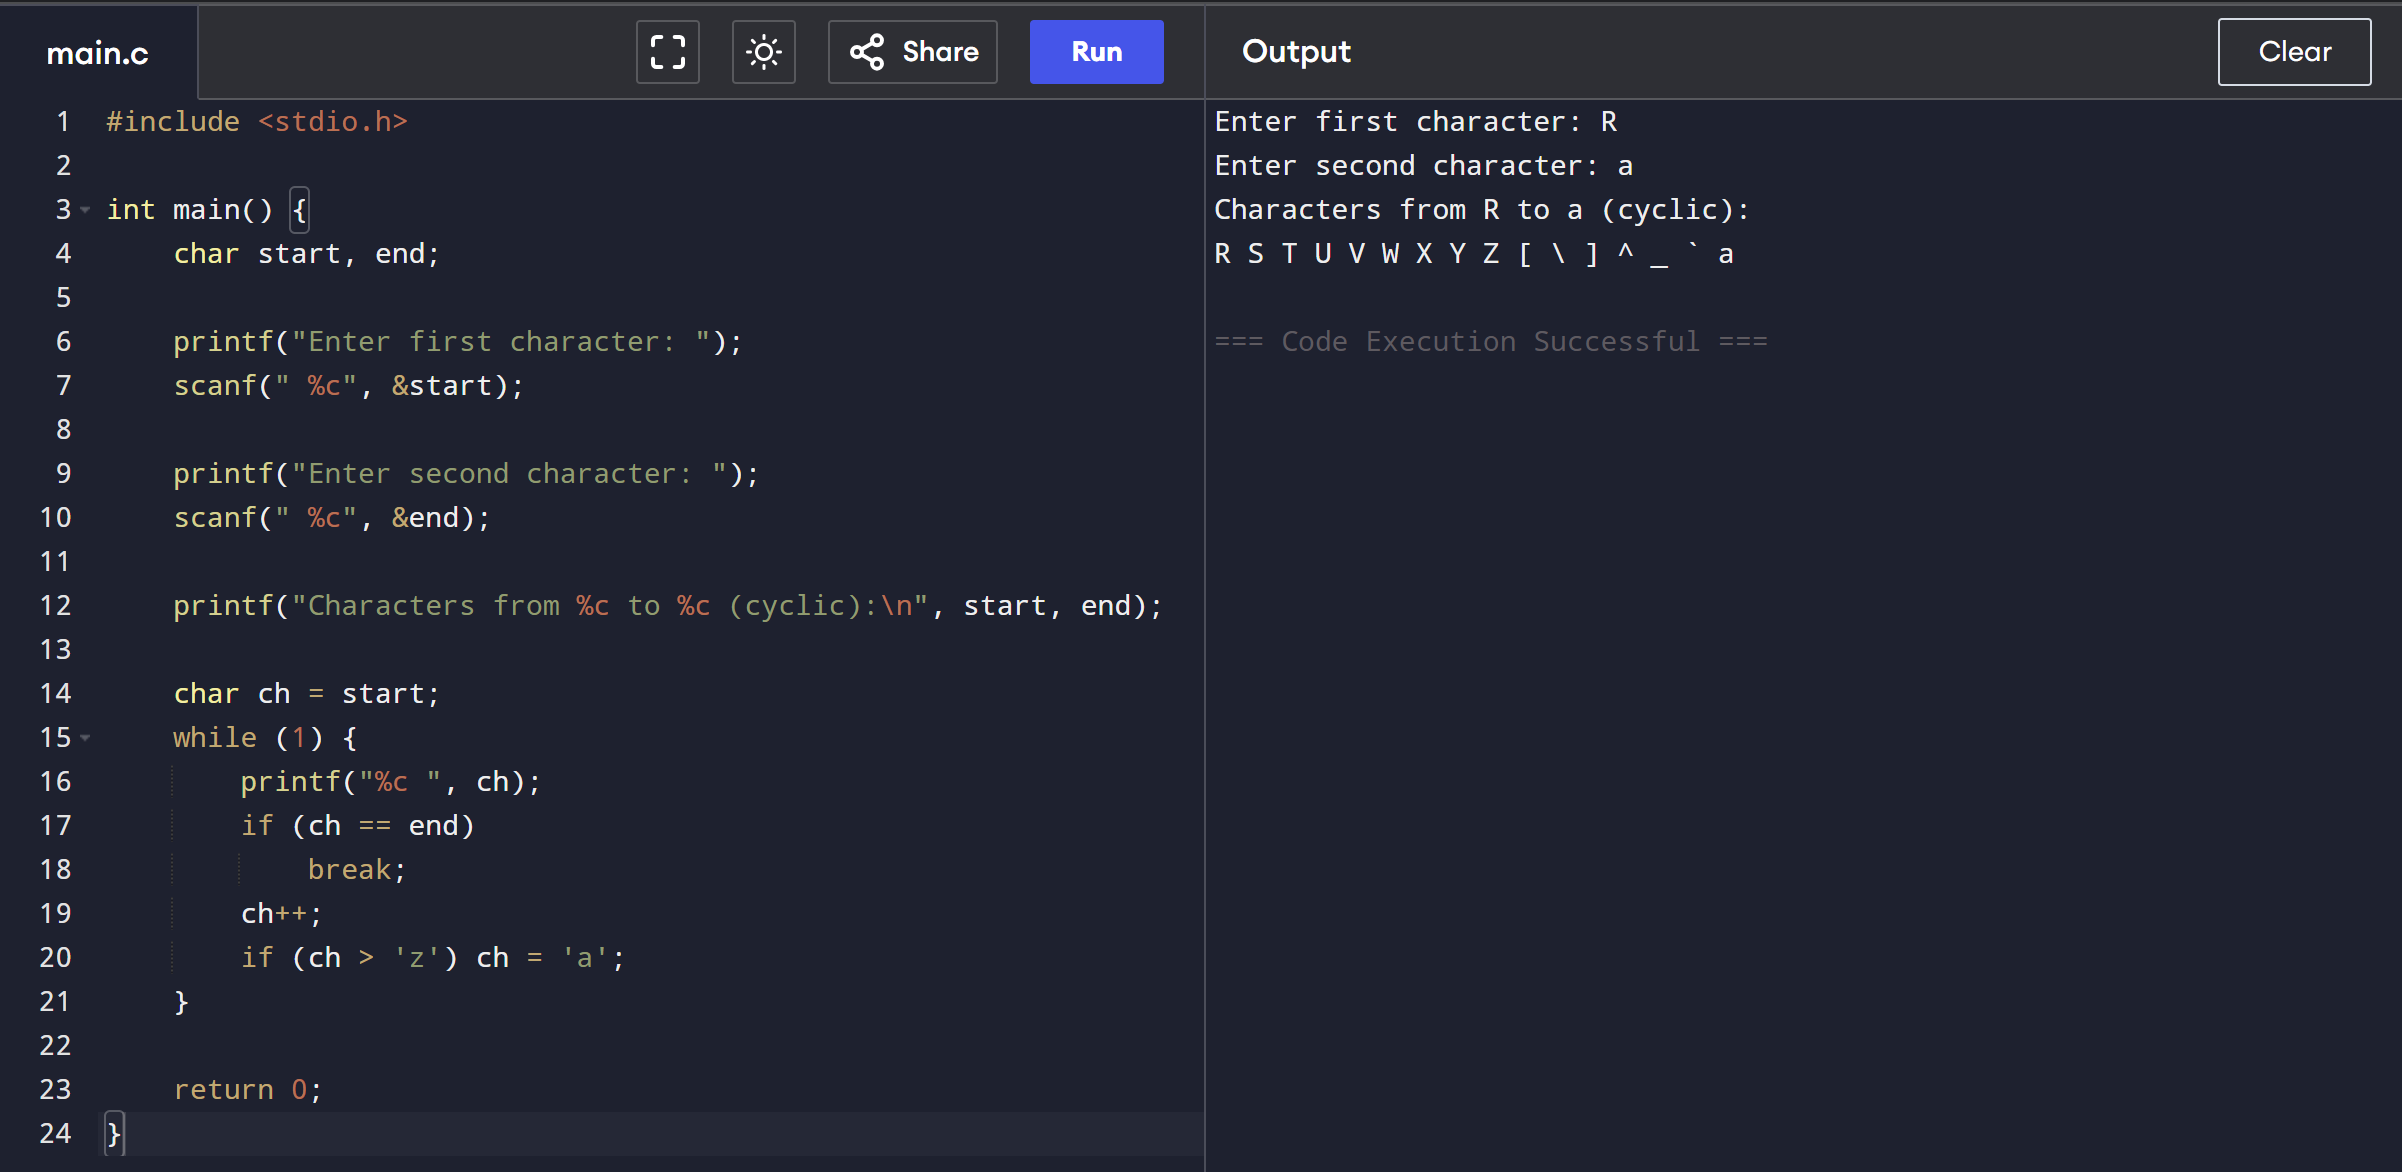 main.c
Share
Run
Output
Clear
1 #include <stdio.h>
2
3 int main() {
4     char start, end;
5
6     printf("Enter first character: ");
7     scanf(" %c", &start);
8
9     printf("Enter second character: ");
10     scanf(" %c", &end);
11
12     printf("Characters from %c to %c (cyclic):\n", start, end);
13
14     char ch = start;
15     while (1) {
16         printf("%c ", ch);
17         if (ch == end)
18             break;
19         ch++;
20         if (ch > 'z') ch = 'a';
21     }
22
23     return 0;
24 }
Enter first character: R
Enter second character: a
Characters from R to a (cyclic):
R S T U V W X Y Z [ \ ] ^ _ ` a
=== Code Execution Successful ===